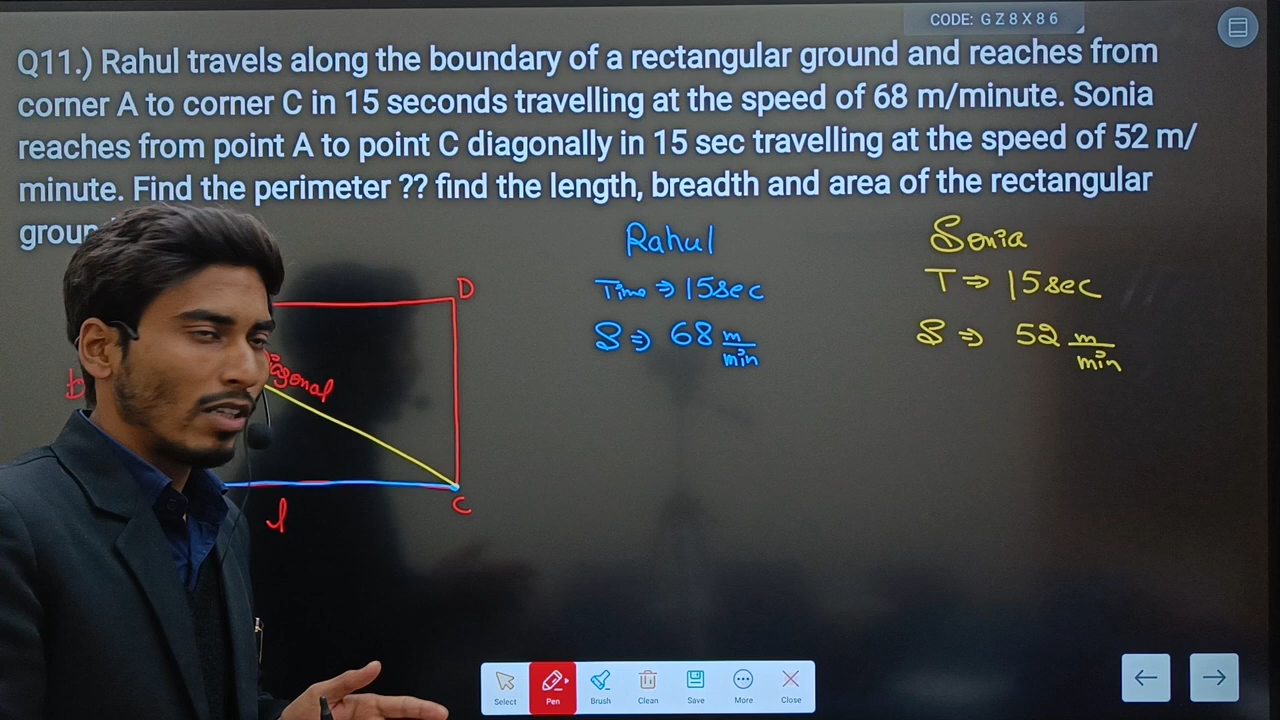 CODE: G Z 8 X 8 6
Q11.) Rahul travels along the boundary of a rectangular ground and reaches from
corner A to corner C in 15 seconds travelling at the speed of 68 m/minute. Sonia
reaches from point A to point C diagonally in 15 sec travelling at the speed of 52 m/
minute. Find the perimeter ?? find the length, breadth and area of the rectangular
Rahul
Time ⇒ 15sec
S ⇒ 68 m/min
Sonia
T ⇒ 15sec
S ⇒ 52 m/min
D
b
l
C
Select Pen Brush Clean Save More Close